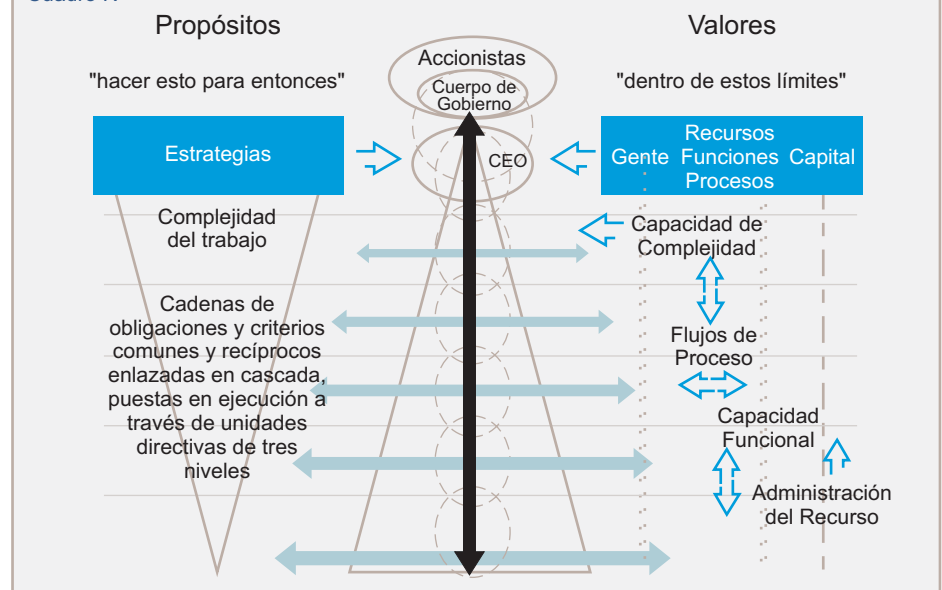 Propósitos
"hacer esto para entonces"
Estrategias
Complejidad
del trabajo
Cadenas de
obligaciones y criterios
comunes y recíprocos
enlazadas en cascada,
puestas en ejecución a
través de unidades
directivas de tres
niveles
Accionistas
Cuerpo de
Gobierno
CEO
Valores
"dentro de estos límites"
Recursos
Gente Funciones Capital
Procesos
Capacidad de
Complejidad
Flujos de
Proceso
Capacidad
Funcional
Administración
del Recurso